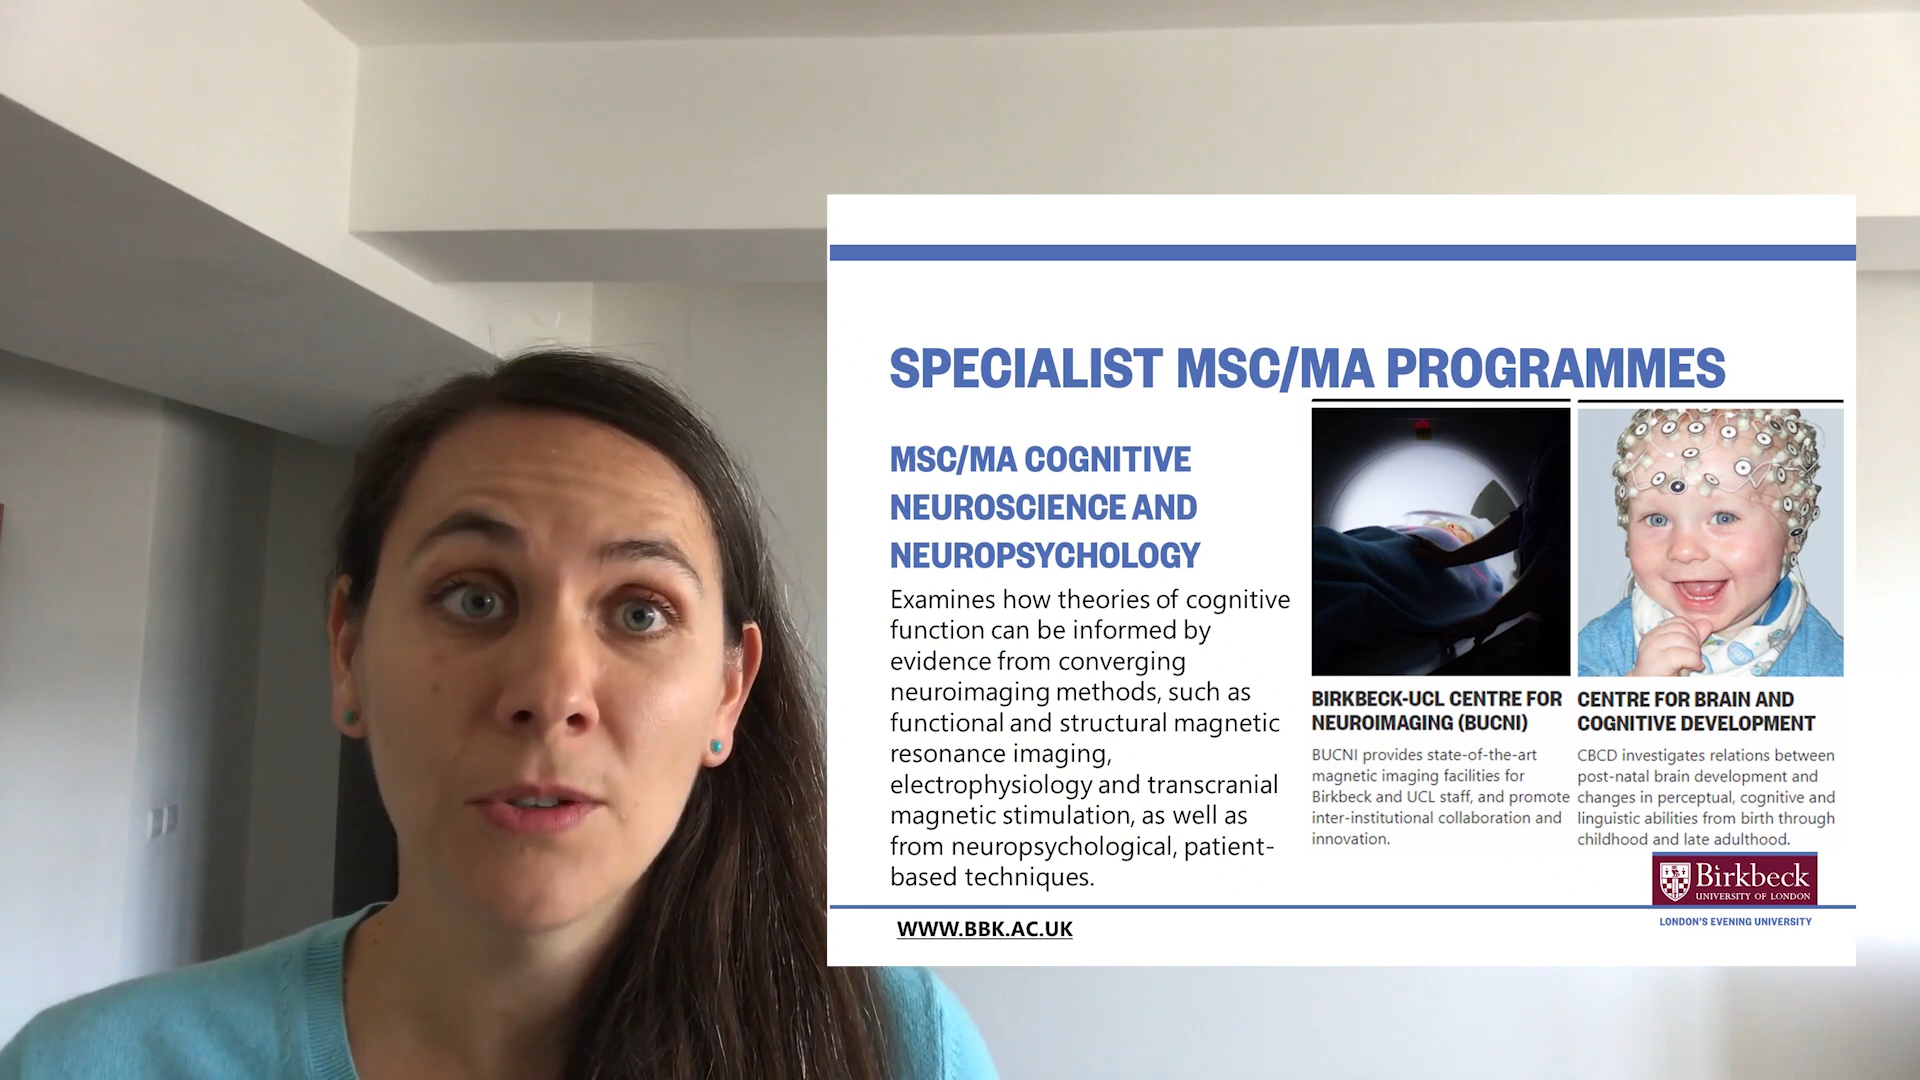 SPECIALIST MSC/MA PROGRAMMES
MSC/MA COGNITIVE
NEUROSCIENCE AND
NEUROPSYCHOLOGY
Examines how theories of cognitive
function can be informed by
evidence from converging
neuroimaging methods, such as
functional and structural magnetic
resonance imaging,
electrophysiology and transcranial
magnetic stimulation, as well as
from neuropsychological, patient-
based techniques.
BIRKBECK-UCL CENTRE FOR
NEUROIMAGING (BUCNI)
BUCNI provides state-of-the-art
magnetic imaging facilities for
Birkbeck and UCL staff, and promote
inter-institutional collaboration and
innovation.
CENTRE FOR BRAIN AND
COGNITIVE DEVELOPMENT
CBCD investigates relations between
post-natal brain development and
changes in perceptual, cognitive and
linguistic abilities from birth through
childhood and late adulthood.
Birkbeck
UNIVERSITY OF LONDON
LONDON'S EVENING UNIVERSITY
WWW.BBK.AC.UK